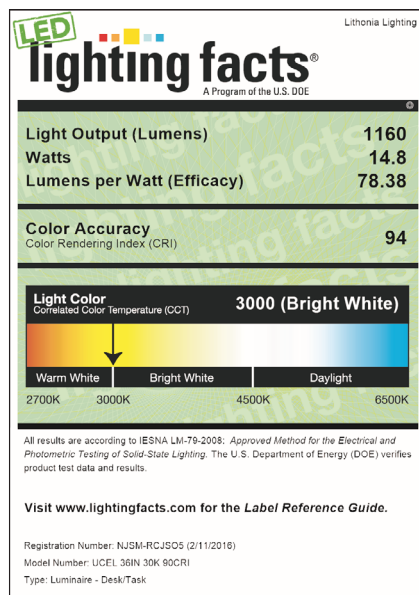 Lithonia Lighting
LED
lighting facts®
A Program of the U.S. DOE
Light Output (Lumens) 1160
Watts 14.8
Lumens per Watt (Efficacy) 78.38
Color Accuracy
Color Rendering Index (CRI) 94
Light Color
Correlated Color Temperature (CCT) 3000 (Bright White)
Warm White Bright White Daylight
2700K 3000K 4500K 6500K
All results are according to IESNA LM-79-2008: Approved Method for the Electrical and
Photometric Testing of Solid-State Lighting. The U.S. Department of Energy (DOE) verifies
product test data and results.
Visit www.lightingfacts.com for the Label Reference Guide.
Registration Number: NJSM-RCJSO5 (2/11/2016)
Model Number: UCEL 36IN 30K 90CRI
Type: Luminaire - Desk/Task